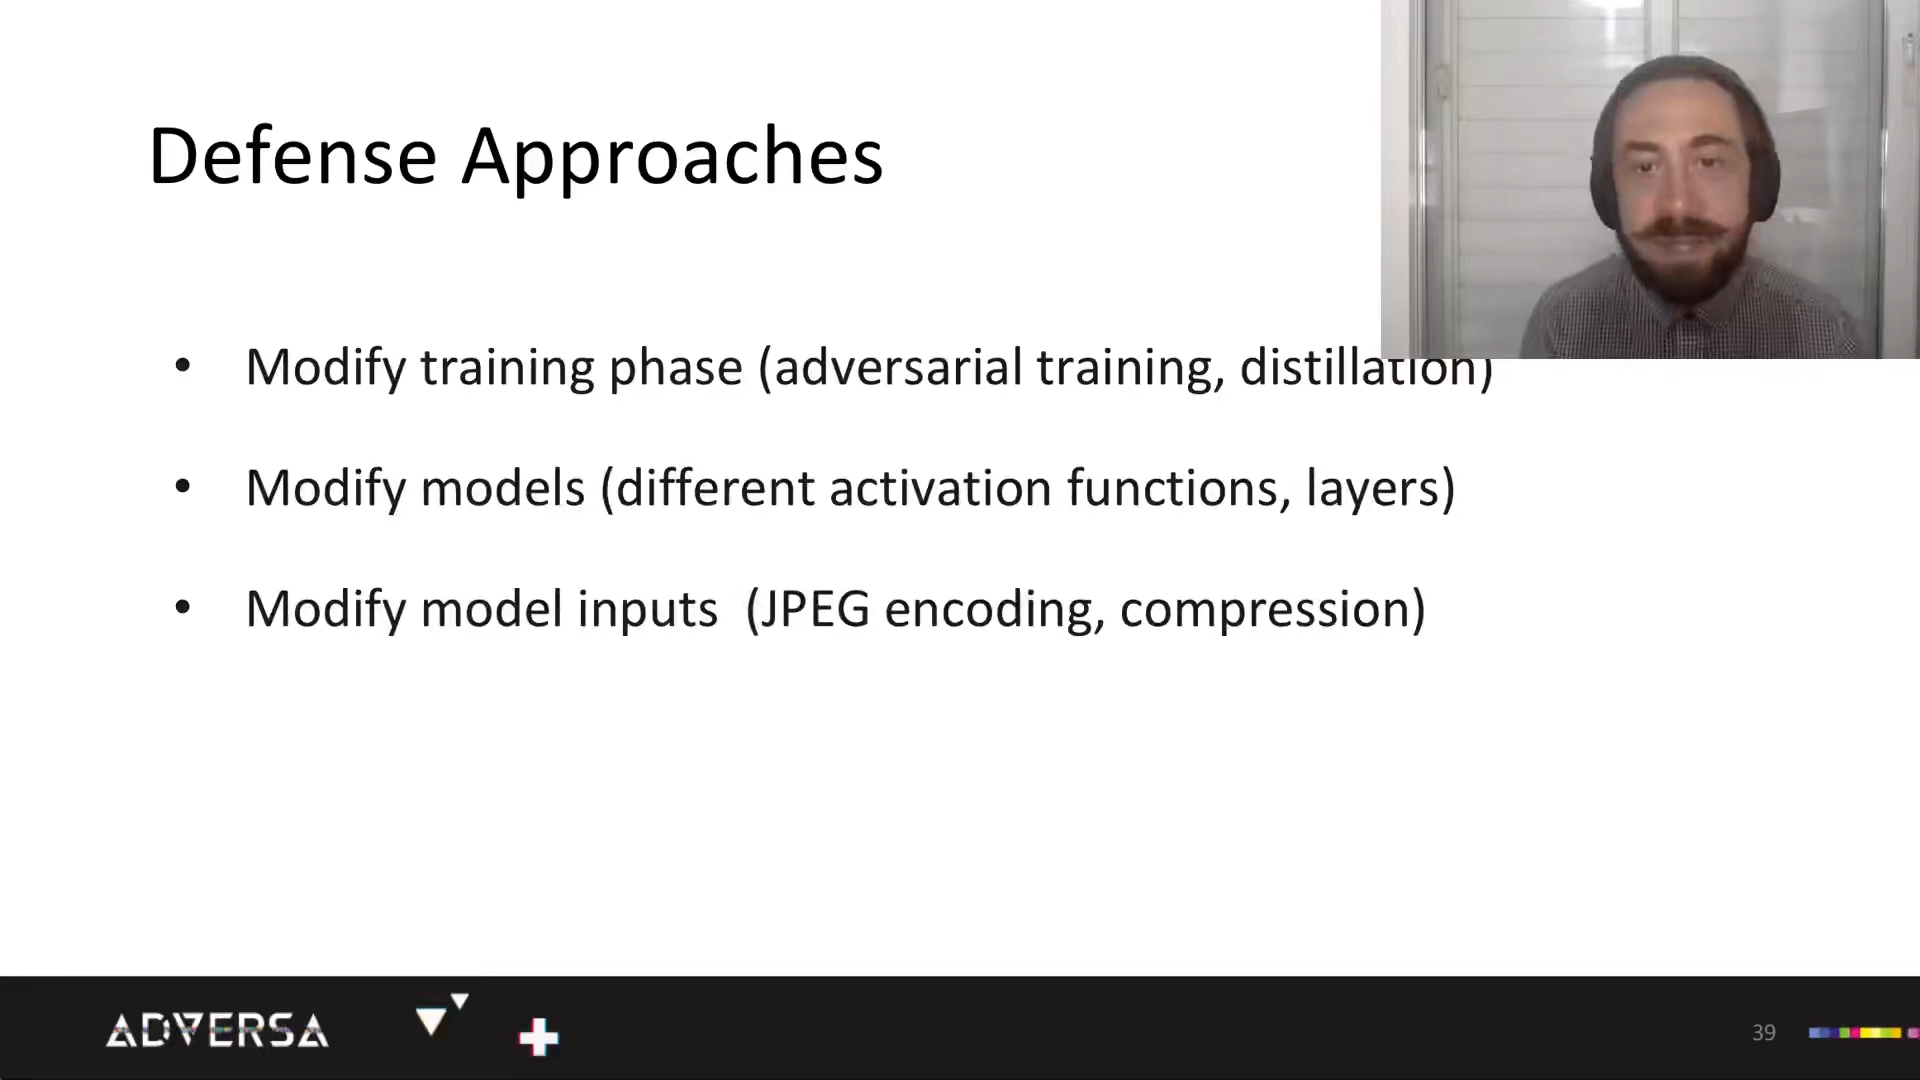 Defense Approaches
• Modify training phase (adversarial training, distillation)
• Modify models (different activation functions, layers)
• Modify model inputs (JPEG encoding, compression)
ADVERSA
39